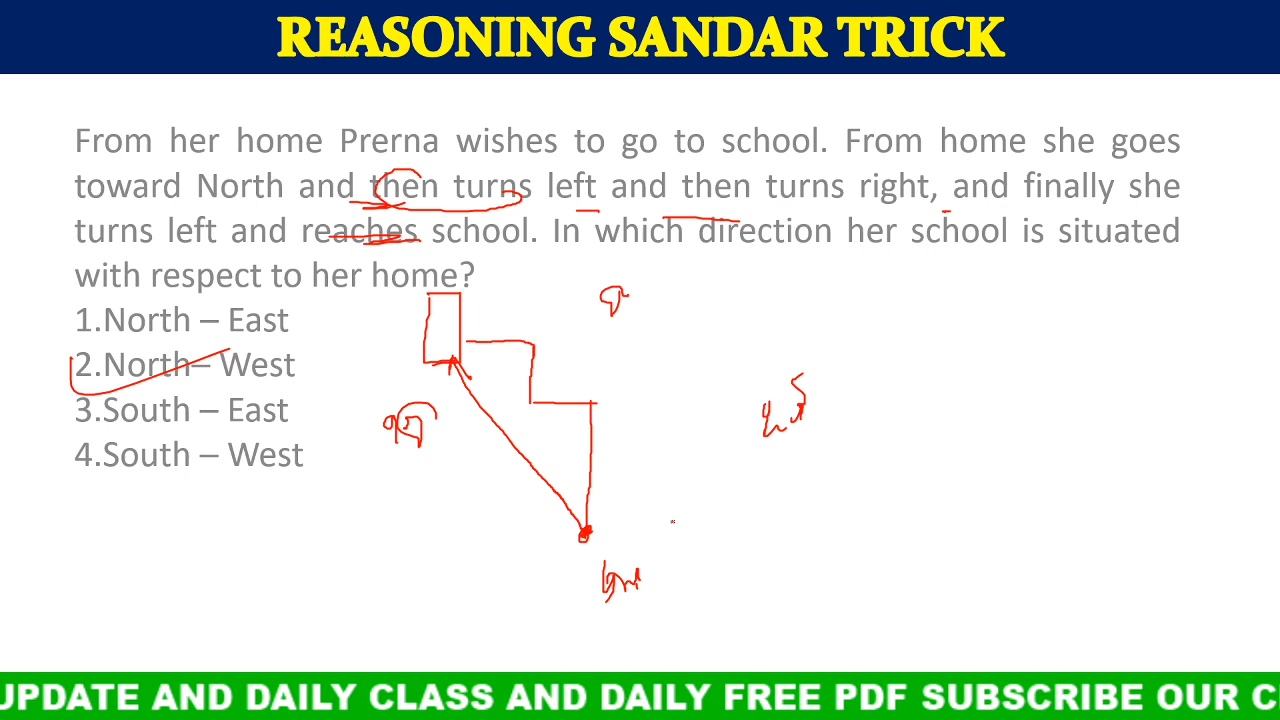 REASONING SANDAR TRICK
From her home Prerna wishes to go to school. From home she goes
toward North and then turns left and then turns right, and finally she
turns left and reaches school. In which direction her school is situated
with respect to her home?
1.North – East
2.North– West
3.South – East
4.South – West
UPDATE AND DAILY CLASS AND DAILY FREE PDF SUBSCRIBE OUR C